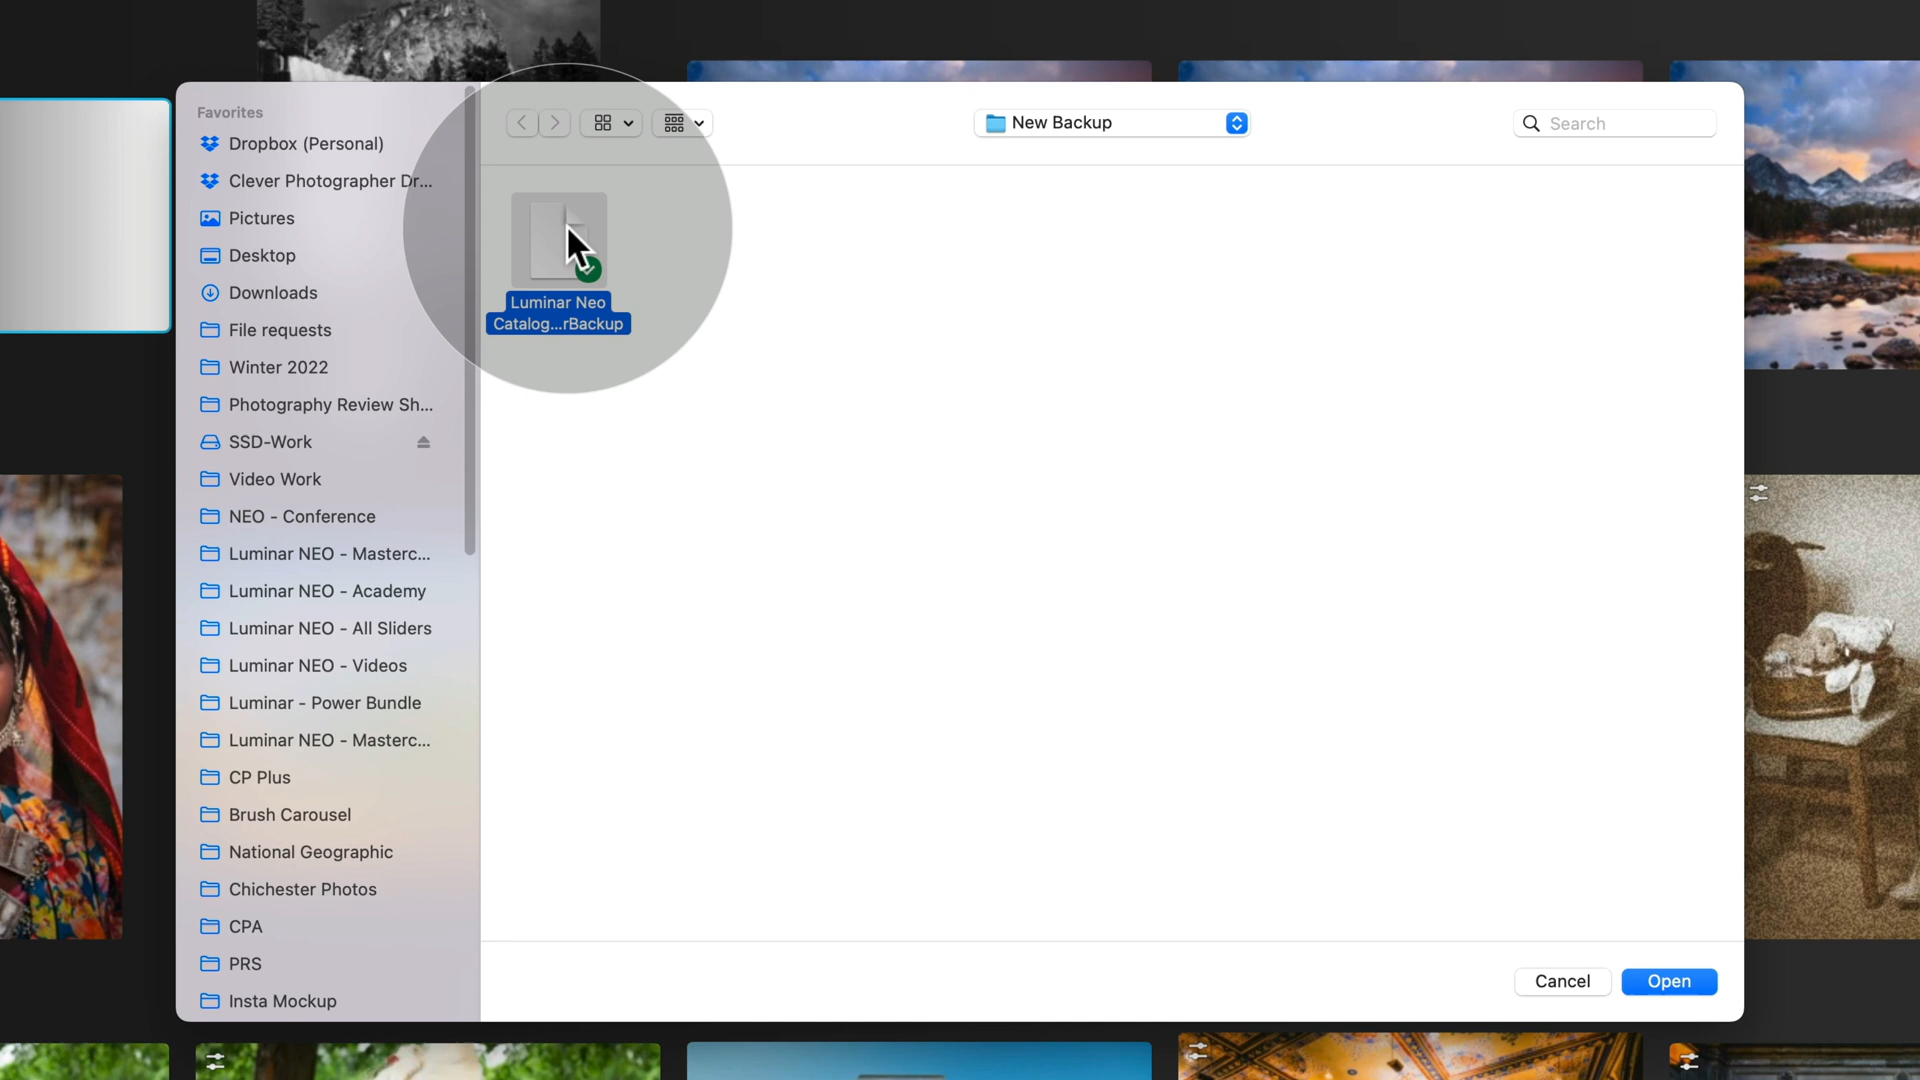 Favorites
Dropbox (Personal)
Clever Photographer Dr...
Pictures
Desktop
Downloads
File requests
Winter 2022
Photography Review Sh...
SSD-Work
Video Work
NEO - Conference
Luminar NEO - Masterc...
Luminar NEO - Academy
Luminar NEO - All Sliders
Luminar NEO - Videos
Luminar - Power Bundle
Luminar NEO - Masterc...
CP Plus
Brush Carousel
National Geographic
Chichester Photos
CPA
PRS
Insta Mockup
New Backup
Search
Luminar Neo
Catalog...rBackup
Cancel
Open